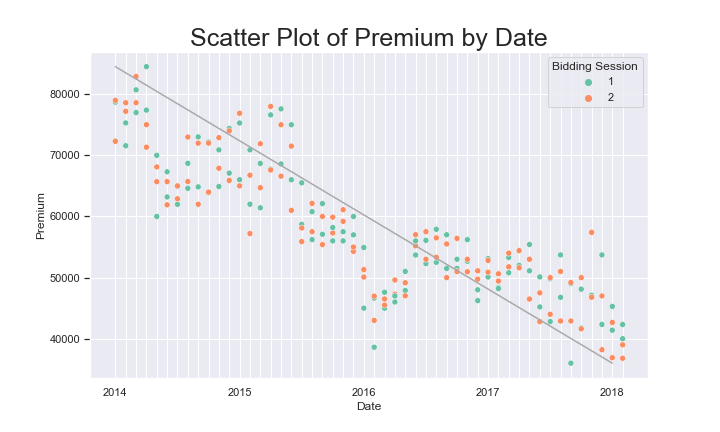 Scatter Plot of Premium by Date
Bidding Session
1
2
80000
70000
60000
50000
40000
Premium
2014 2015 2016 2017 2018
Date